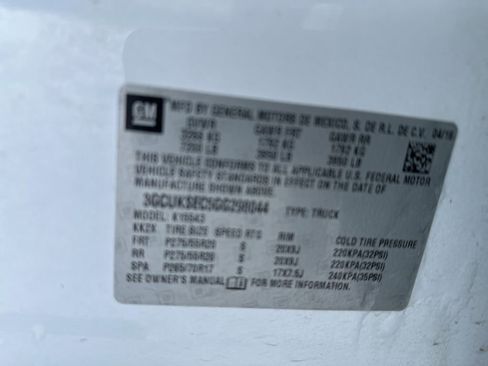 GM MFD BY GENERAL MOTORS DE MEXICO, S. DE R.L. DE C.V. 04/16
GVWR GAWR FRT GAWR RR
KG 1792 KG 1792 KG
7200 LB 3950 LB 3950 LB
THIS VEHICLE CONFORMS TO ALL APPLICABLE U.S. FEDERAL MOTOR
VEHICLE SAFETY STANDARDS IN EFFECT ON THE DATE OF
MANUFACTURE SHOWN ABOVE.
TYPE: TRUCK
MODEL: K15543
KK2X TIRE SIZE SPEED RTG RIM COLD TIRE PRESSURE
FRT P275/55R20 S 20X9J 220KPA(32PSI)
RR P275/55R20 S 20X9J 220KPA(32PSI)
SPA P265/70R17 S 17X7.5J 240KPA(35PSI)
SEE OWNER'S MANUAL FOR MORE INFORMATION.